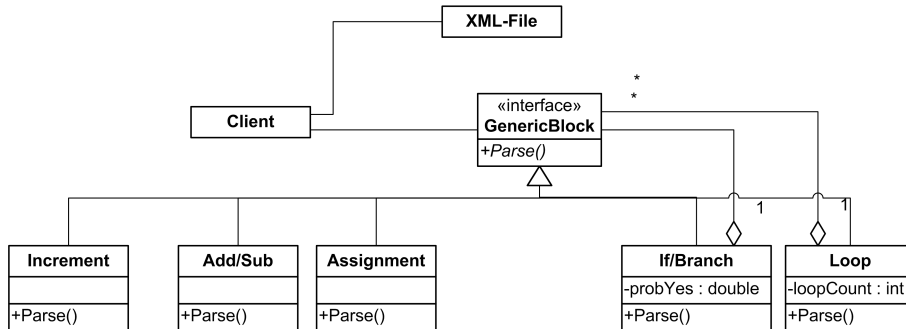 XML-File
*
*
«interface»
GenericBlock
+Parse()
Client
1
1
Increment
+Parse()
Add/Sub
+Parse()
Assignment
+Parse()
If/Branch
-probYes : double
+Parse()
Loop
-loopCount : int
+Parse()